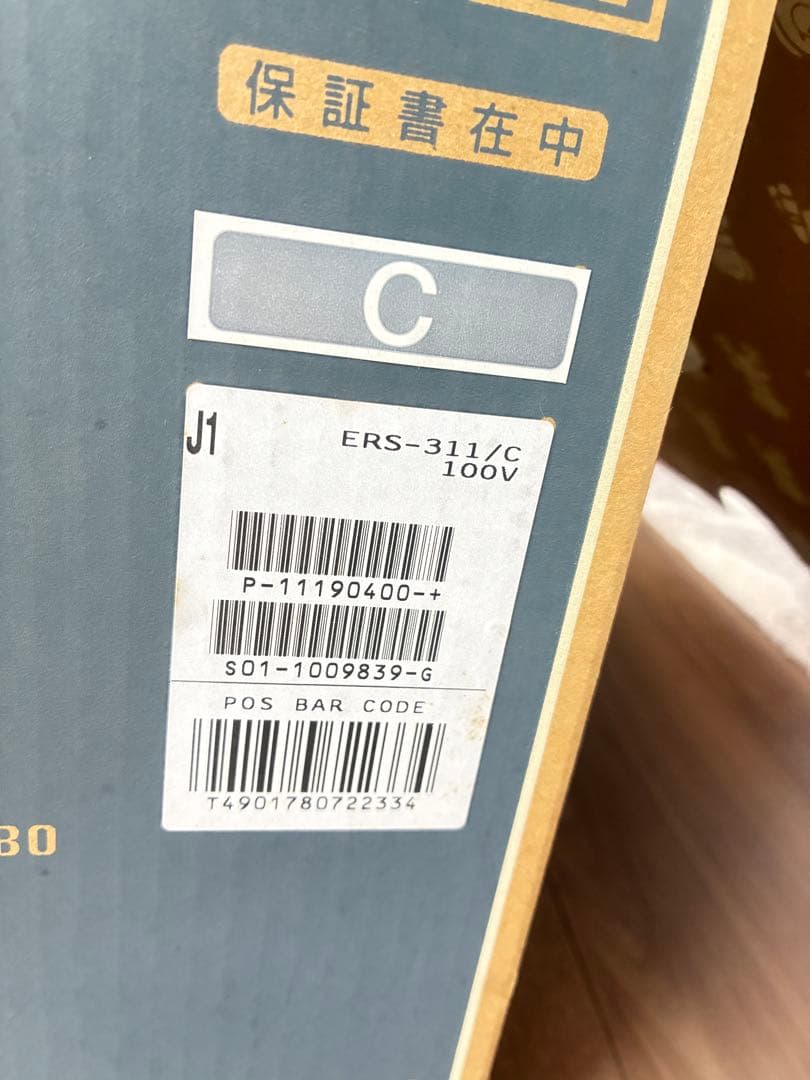 保証書在中
C
J1
ERS-311/C
100V
P-11190400-+
S01-1009839-G
POS BAR CODE
T4901780722334